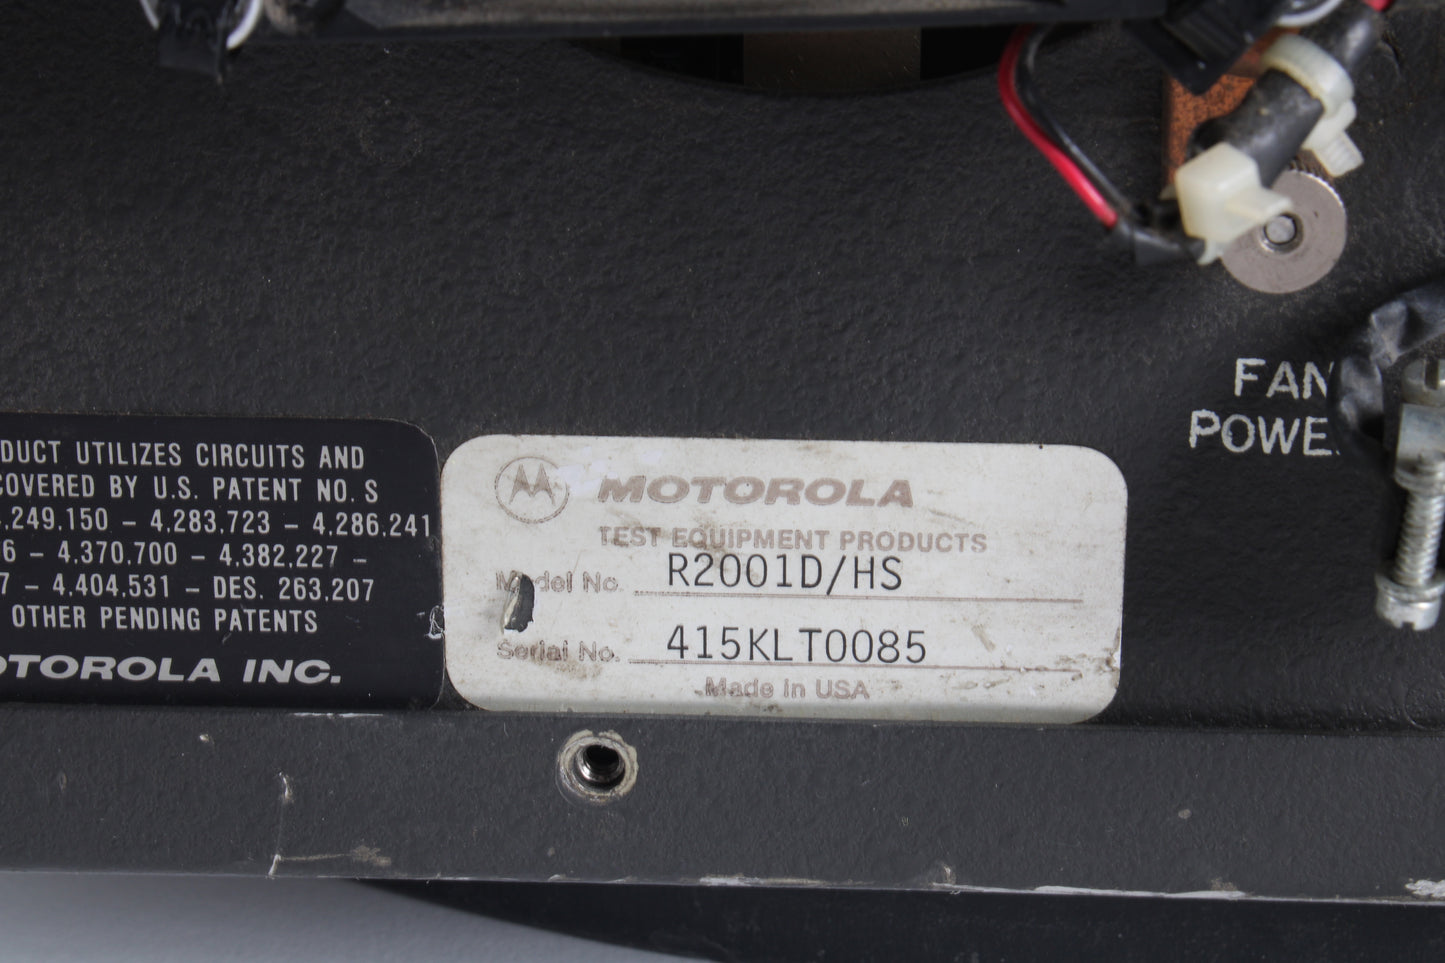 DUCT UTILIZES CIRCUITS AND
COVERED BY U.S. PATENT NO. S
4,249,150 – 4,283,723 – 4,286,241
6 – 4,370,700 – 4,382,227 –
7 – 4,404,531 – DES. 263,207
OTHER PENDING PATENTS
OTOROLA INC.
MOTOROLA
TEST EQUIPMENT PRODUCTS
Model No. R2001D/HS
Serial No. 415KLT0085
Made in USA
FAN
POWE